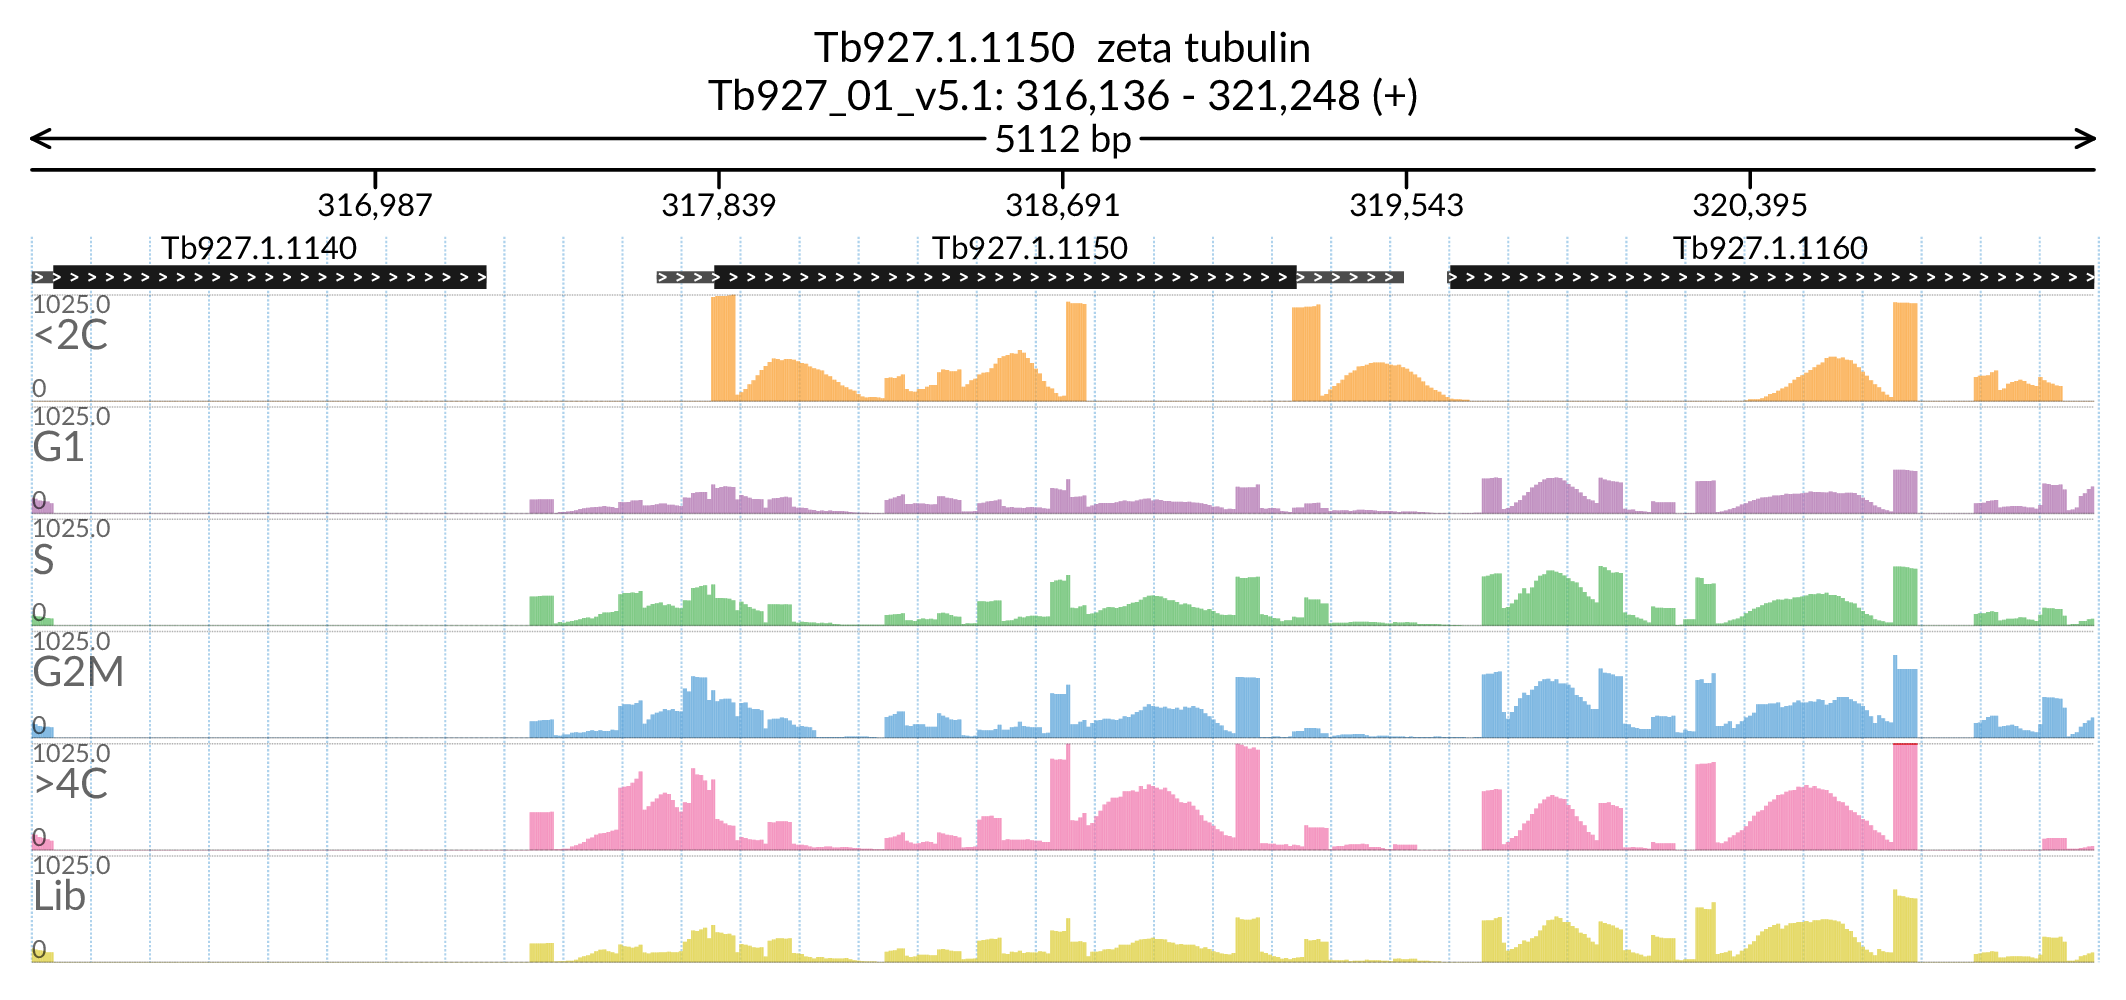 Tb927.1.1150  zeta tubulin
Tb927_01_v5.1: 316,136 - 321,248 (+)
5112 bp
316,987 317,839 318,691 319,543 320,395
Tb927.1.1140 Tb927.1.1150 Tb927.1.1160
1025.0
<2C
0
1025.0
G1
0
1025.0
S
0
1025.0
G2M
0
1025.0
>4C
0
1025.0
Lib
0